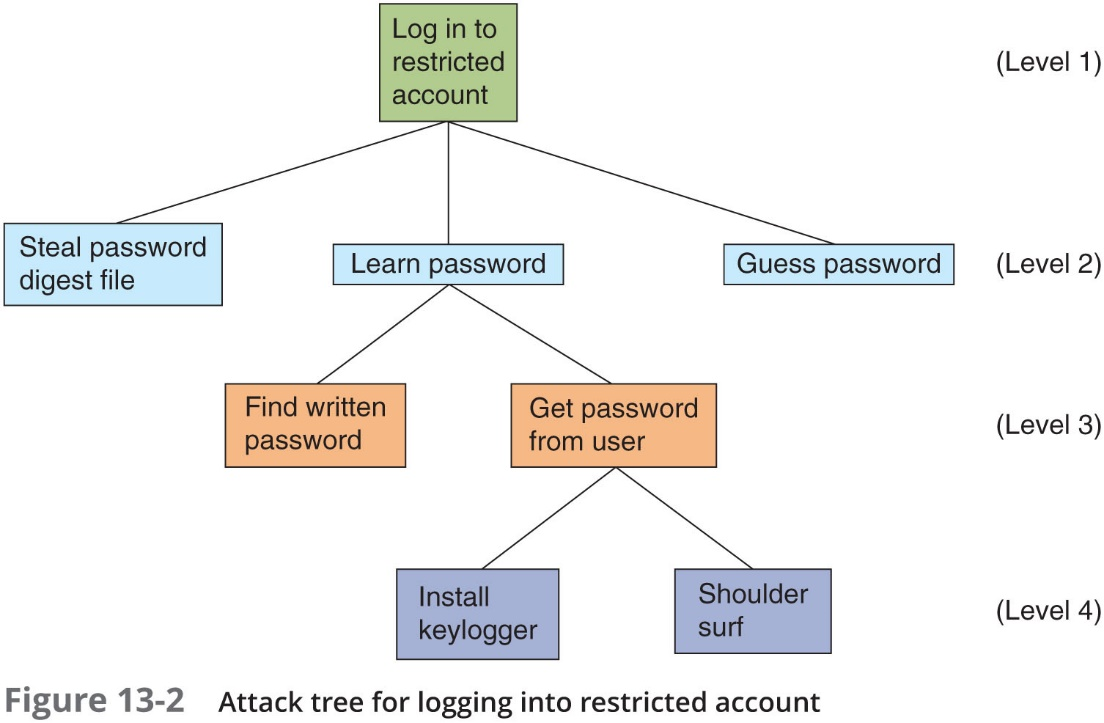 Log in to
restricted
account
(Level 1)
Steal password
digest file
Learn password
Guess password
(Level 2)
Find written
password
Get password
from user
(Level 3)
Install
keylogger
Shoulder
surf
(Level 4)
Figure 13-2 Attack tree for logging into restricted account